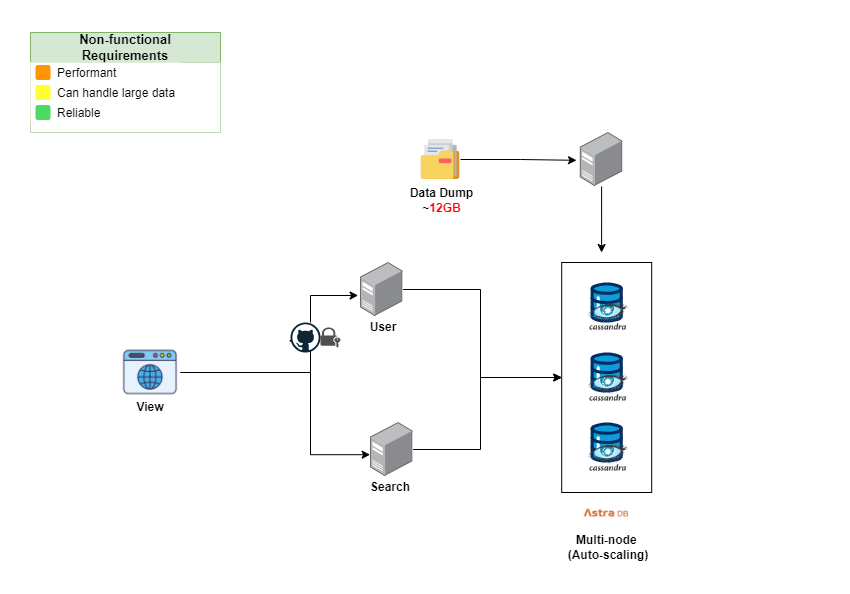 Non-functional
Requirements
Performant
Can handle large data
Reliable
Data Dump
~12GB
User
View
Search
cassandra
cassandra
cassandra
Astra DB
Multi-node
(Auto-scaling)